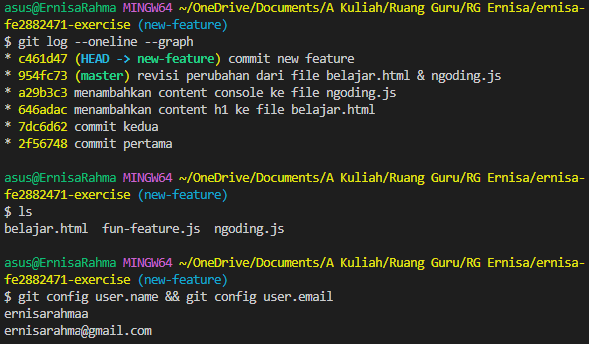 asus@ErnisaRahma MINGW64 ~/OneDrive/Documents/A Kuliah/Ruang Guru/RG Ernisa/ernisa-
fe2882471-exercise (new-feature)
$ git log --oneline --graph
* c461d47 (HEAD -> new-feature) commit new feature
* 954fc73 (master) revisi perubahan dari file belajar.html & ngoding.js
* a29b3c3 menambahkan content console ke file ngoding.js
* 646adac menambahkan content h1 ke file belajar.html
* 7dc6d62 commit kedua
* 2f56748 commit pertama
asus@ErnisaRahma MINGW64 ~/OneDrive/Documents/A Kuliah/Ruang Guru/RG Ernisa/ernisa-
fe2882471-exercise (new-feature)
$ ls
belajar.html  fun-feature.js  ngoding.js
asus@ErnisaRahma MINGW64 ~/OneDrive/Documents/A Kuliah/Ruang Guru/RG Ernisa/ernisa-
fe2882471-exercise (new-feature)
$ git config user.name && git config user.email
ernisarahmaa
ernisarahma@gmail.com